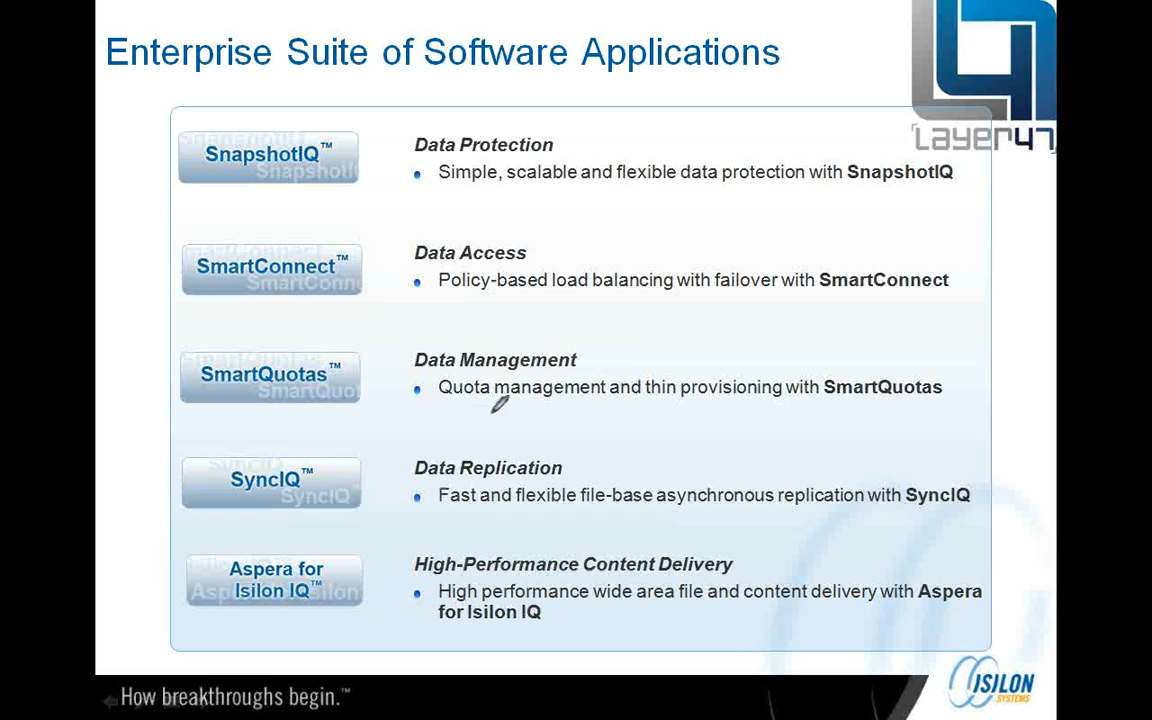 Enterprise Suite of Software Applications
Layer47
SnapshotIQ™
Data Protection
• Simple, scalable and flexible data protection with SnapshotIQ
SmartConnect™
Data Access
• Policy-based load balancing with failover with SmartConnect
SmartQuotas™
Data Management
• Quota management and thin provisioning with SmartQuotas
SyncIQ™
Data Replication
• Fast and flexible file-base asynchronous replication with SyncIQ
Aspera for
Isilon IQ™
High-Performance Content Delivery
• High performance wide area file and content delivery with Aspera
for Isilon IQ
How breakthroughs begin.™
ISILON
SYSTEMS